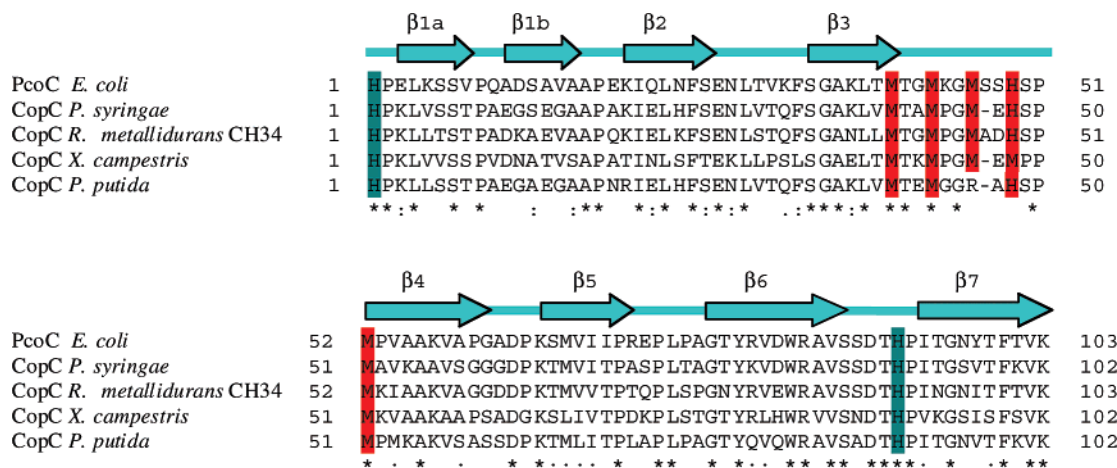 β1a β1b β2 β3
PcoC E. coli 1 HPELKSSVPQADSAVAAPEKIQLNFSENLTVKFSGAKLTMTGMKGMSSHSP 51
CopC P. syringae 1 HPKLVSSTPAEGSEGAAPAKIELHFSENLVTQFSGAKLVMTAMPGM-EHSP 50
CopC R. metallidurans CH34 1 HPKLLTSTPADKAEVAAPQKIELKFSENLSTQFSGANLLMTGMPGMADHSP 51
CopC X. campestris 1 HPKLVVSSPVDNATVSAPATINLSFTEKLLPSLSGAELTMTKMPGM-EMPP 50
CopC P. putida 1 HPKLLSSTPAEGAEGAAPNRIELHFSENLVTQFSGAKLVMTEMGGR-AHSP 50
β4 β5 β6 β7
PcoC E. coli 52 MPVAAKVAPGADPKSMVIIPREPLPAGTYRVDWRAVSSDTHPITGNYTFTVK 103
CopC P. syringae 51 MAVKAAVSGGGDPKTMVITPASPLTAGTYKVDWRAVSSDTHPITGSVTFKVK 102
CopC R. metallidurans CH34 52 MKIAAKVAGGDDPKTMVVTPTQPLSPGNYRVEWRAVSSDTHPINGNITFTVK 103
CopC X. campestris 51 MKVAAKAAPSADGKSLIVTPDKPLSTGTYRLHWRVVSNDTHPVKGSISFSVK 102
CopC P. putida 51 MPMKAKVSASSDPKTMLITPLAPLAPGTYQVQWRAVSADTHPITGNVTFKVK 102